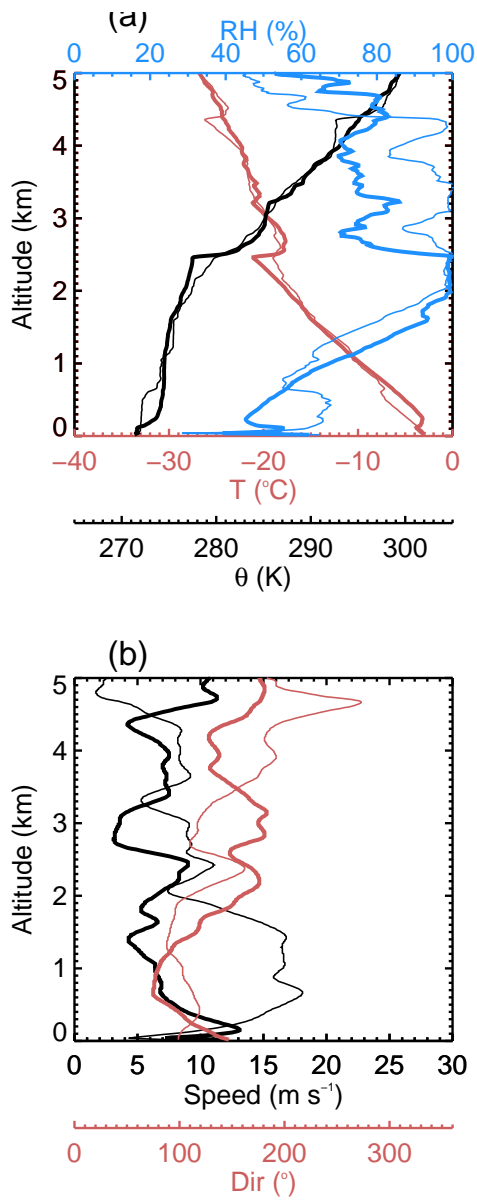 (a)
RH (%)
0 20 40 60 80 100
5
4
3
2
1
0
Altitude (km)
−40 −30 −20 −10 0
T (°C)
270 280 290 300
θ (K)
(b)
5
4
3
2
1
0
Altitude (km)
0 5 10 15 20 25 30
Speed (m s⁻¹)
0 100 200 300
Dir (°)